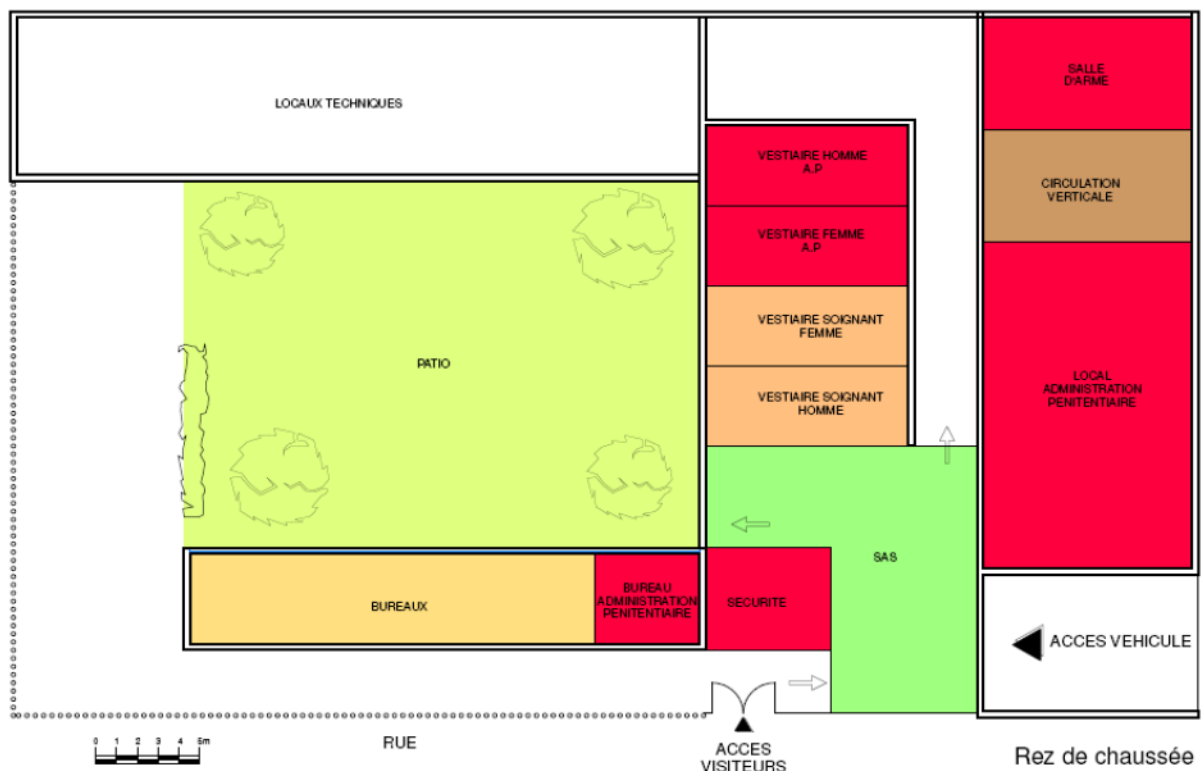 LOCAUX TECHNIQUES
SALLE
D'ARME
VESTIAIRE HOMME
A.P
CIRCULATION
VERTICALE
VESTIAIRE FEMME
A.P
VESTIAIRE SOIGNANT
FEMME
PATIO
LOCAL
ADMINISTRATION
PENITENTIAIRE
VESTIAIRE SOIGNANT
HOMME
SAS
BUREAUX
BUREAU
ADMINISTRATION
PENITENTIAIRE
SECURITE
ACCES VEHICULE
0 1 2 3 4 5m
RUE
ACCES
VISITEURS
Rez de chaussée